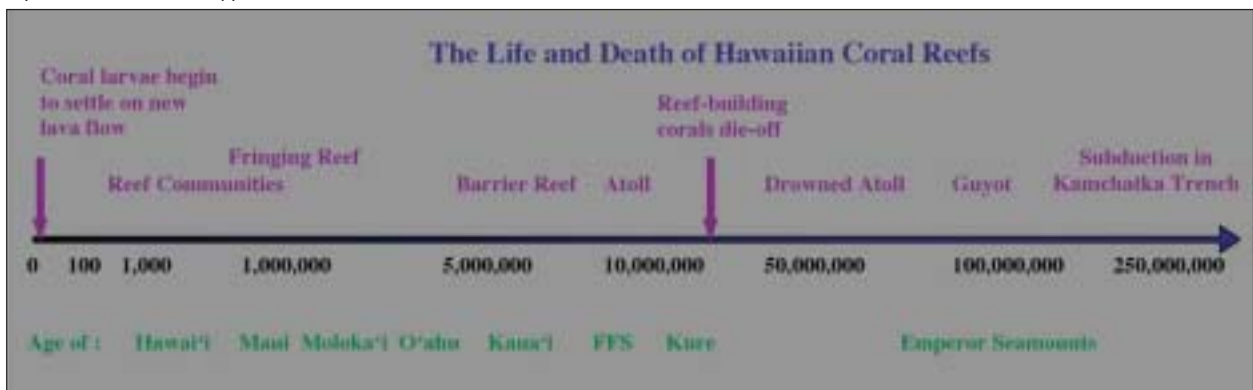 The Life and Death of Hawaiian Coral Reefs
Coral larvae begin
to settle on new
lava flow
Reef-building
corals die-off
Fringing Reef
Reef Communities
Barrier Reef
Atoll
Drowned Atoll
Guyot
Subduction in
Kamchatka Trench
0 100 1,000 1,000,000 5,000,000 10,000,000 50,000,000 100,000,000 250,000,000
Age of : Hawai'i Maui Moloka'i O'ahu Kaua'i FFS Kure Emperor Seamounts